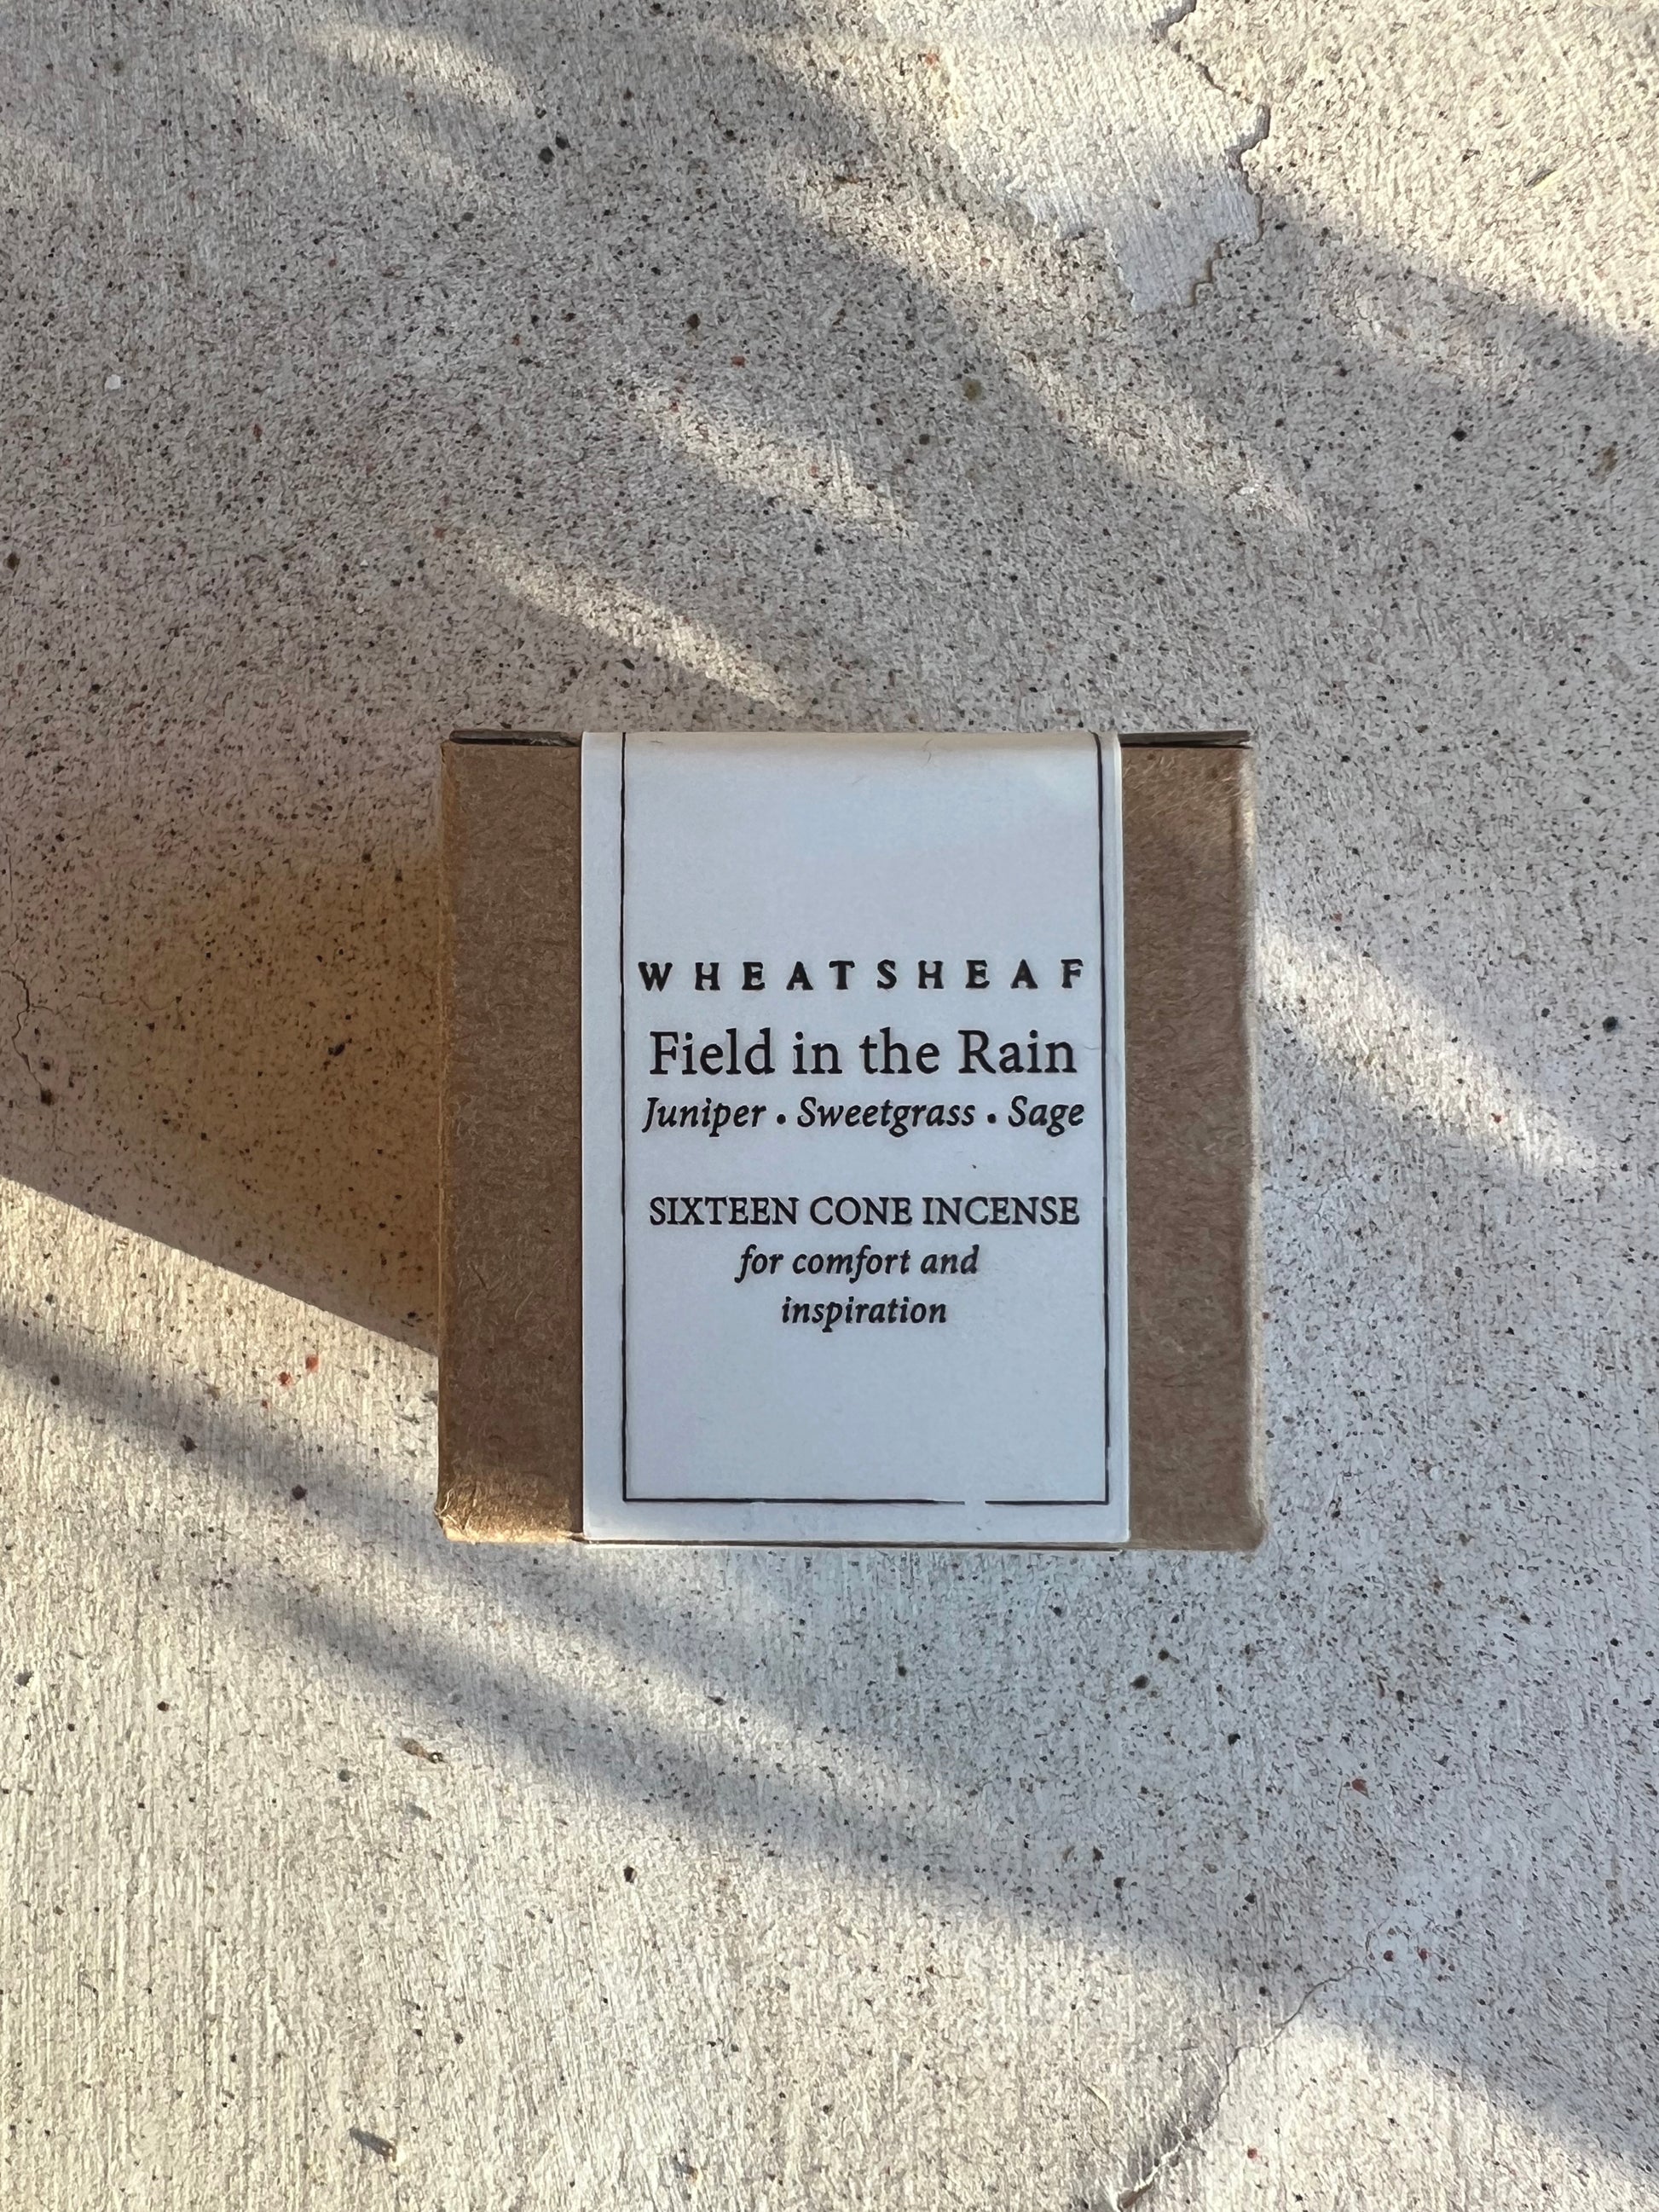 WHEATSHEAF
Field in the Rain
Juniper • Sweetgrass • Sage
SIXTEEN CONE INCENSE
for comfort and
inspiration